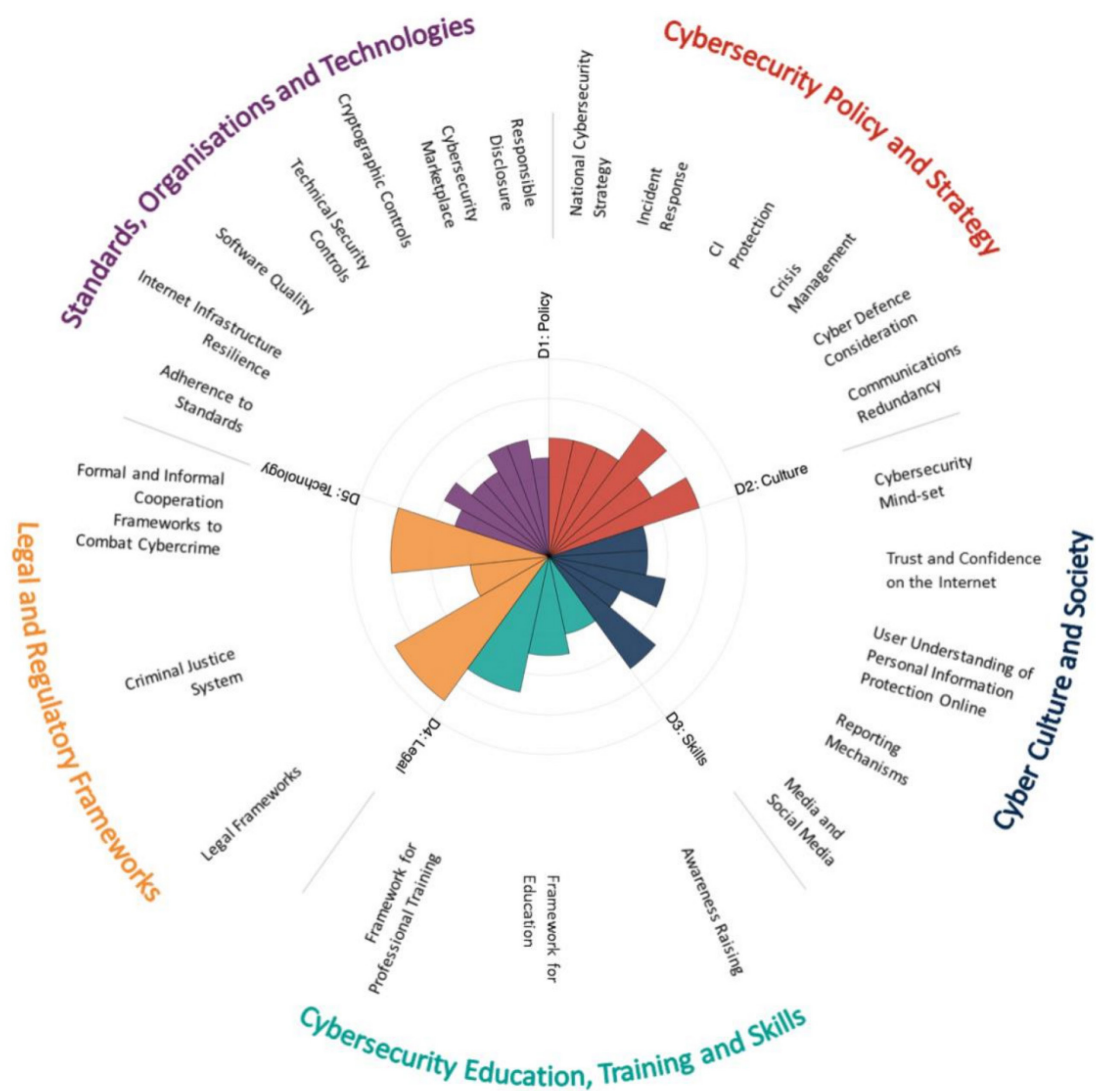 Cybersecurity Policy and Strategy
National Cybersecurity
Strategy
Incident
Response
CI
Protection
Crisis
Management
Cyber Defence
Consideration
Communications
Redundancy
Cyber Culture and Society
Cybersecurity
Mind-set
Trust and Confidence
on the Internet
User Understanding of
Personal Information
Protection Online
Reporting
Mechanisms
Media and
Social Media
Cybersecurity Education, Training and Skills
Awareness Raising
Framework for
Education
Framework for
Professional Training
Legal and Regulatory Frameworks
Legal Frameworks
Criminal Justice
System
Formal and Informal
Cooperation
Frameworks to
Combat Cybercrime
Standards, Organisations and Technologies
Adherence to
Standards
Internet Infrastructure
Resilience
Software Quality
Technical Security
Controls
Cryptographic Controls
Cybersecurity
Marketplace
Responsible
Disclosure
D1: Policy
D2: Culture
D3: Skills
D4: Legal
D5: Technology